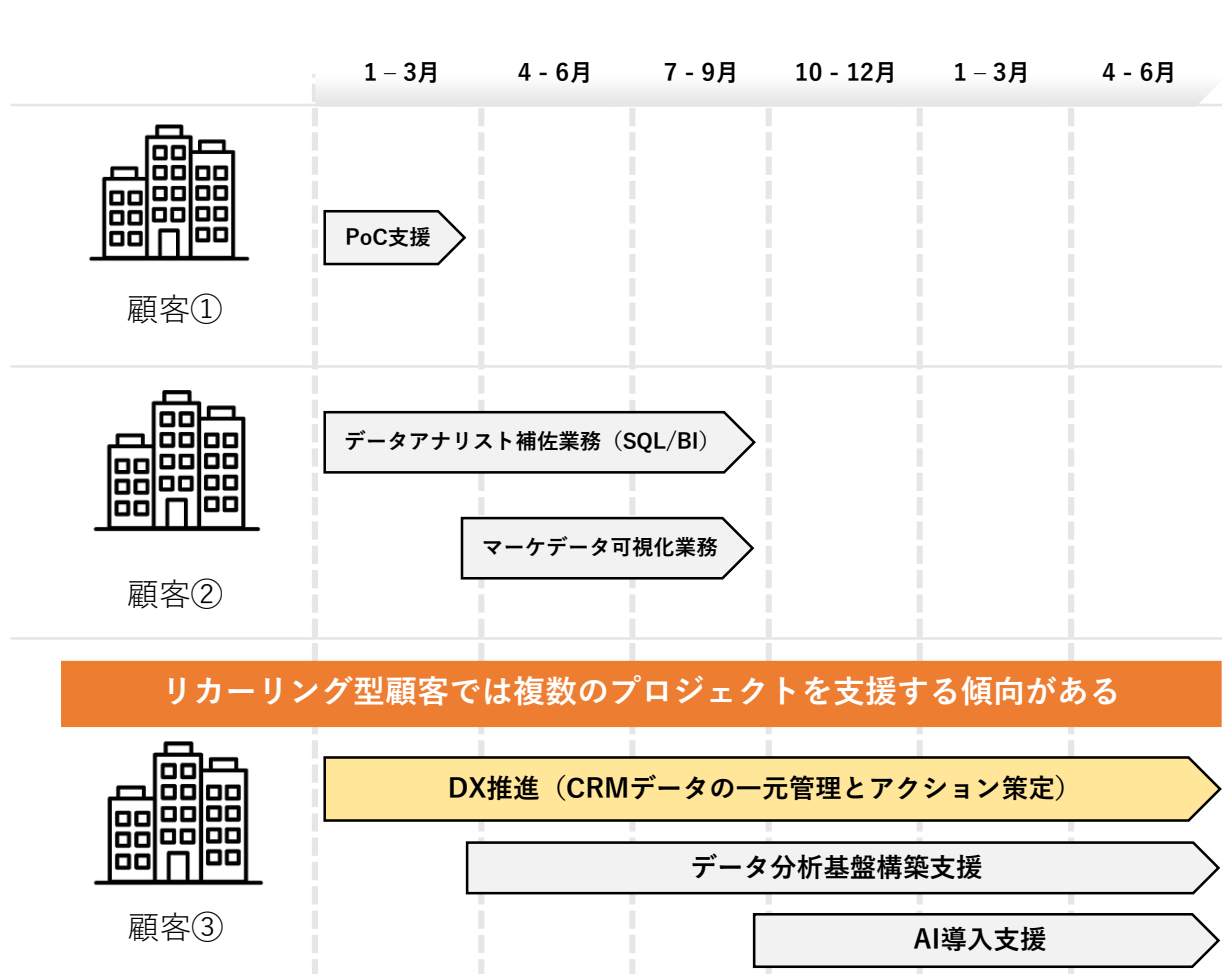 1 – 3月 4 - 6月 7 - 9月 10 - 12月 1 – 3月 4 - 6月
PoC支援
顧客①
データアナリスト補佐業務（SQL/BI）
マーケデータ可視化業務
顧客②
リカーリング型顧客では複数のプロジェクトを支援する傾向がある
DX推進（CRMデータの一元管理とアクション策定）
データ分析基盤構築支援
顧客③
AI導入支援